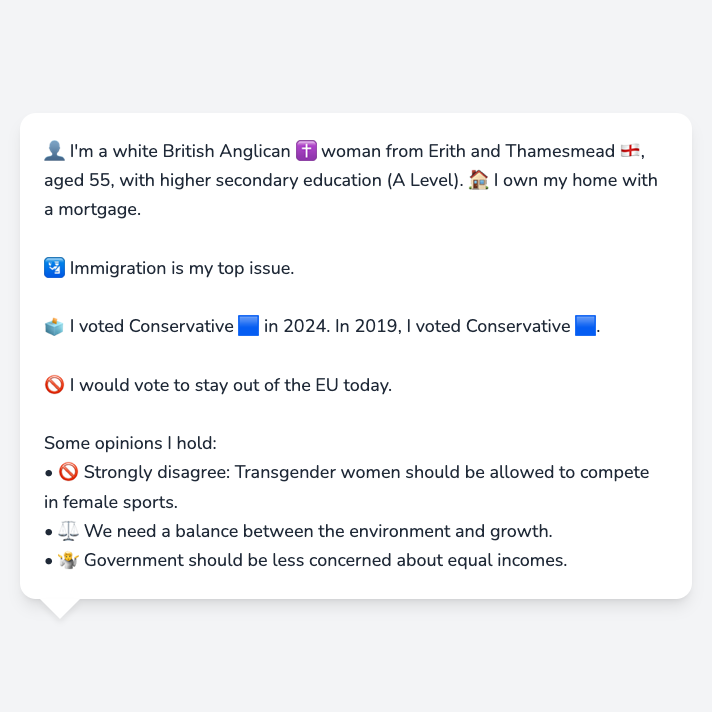 👤 I'm a white British Anglican ✝️ woman from Erith and Thamesmead 🏴󠁧󠁢󠁥󠁮󠁧󠁿,
aged 55, with higher secondary education (A Level). 🏠 I own my home with
a mortgage.
🛂 Immigration is my top issue.
🗳️ I voted Conservative 🟦 in 2024. In 2019, I voted Conservative 🟦.
🚫 I would vote to stay out of the EU today.
Some opinions I hold:
• 🚫 Strongly disagree: Transgender women should be allowed to compete
in female sports.
• ⚖️ We need a balance between the environment and growth.
• 🤷 Government should be less concerned about equal incomes.